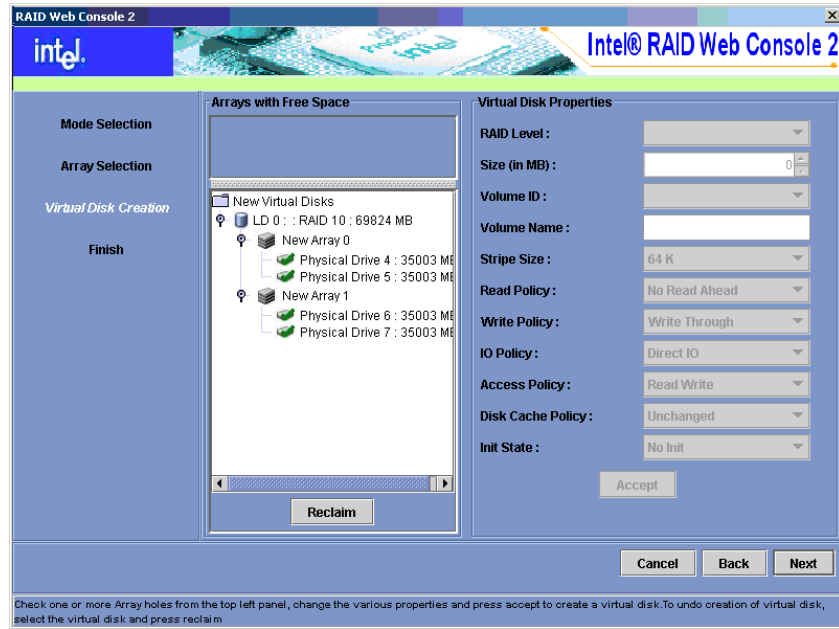 RAID Web Console 2
intel.
Intel® RAID Web Console 2
Mode Selection
Array Selection
Virtual Disk Creation
Finish
Arrays with Free Space
New Virtual Disks
LD 0 : : RAID 10 : 69824 MB
New Array 0
Physical Drive 4 : 35003 ME
Physical Drive 5 : 35003 ME
New Array 1
Physical Drive 6 : 35003 ME
Physical Drive 7 : 35003 ME
Reclaim
Virtual Disk Properties
RAID Level :
Size (in MB) : 0
Volume ID :
Volume Name :
Stripe Size : 64 K
Read Policy : No Read Ahead
Write Policy : Write Through
IO Policy : Direct IO
Access Policy : Read Write
Disk Cache Policy : Unchanged
Init State : No Init
Accept
Cancel Back Next
Check one or more Array holes from the top left panel, change the various properties and press accept to create a virtual disk.To undo creation of virtual disk,
select the virtual disk and press reclaim